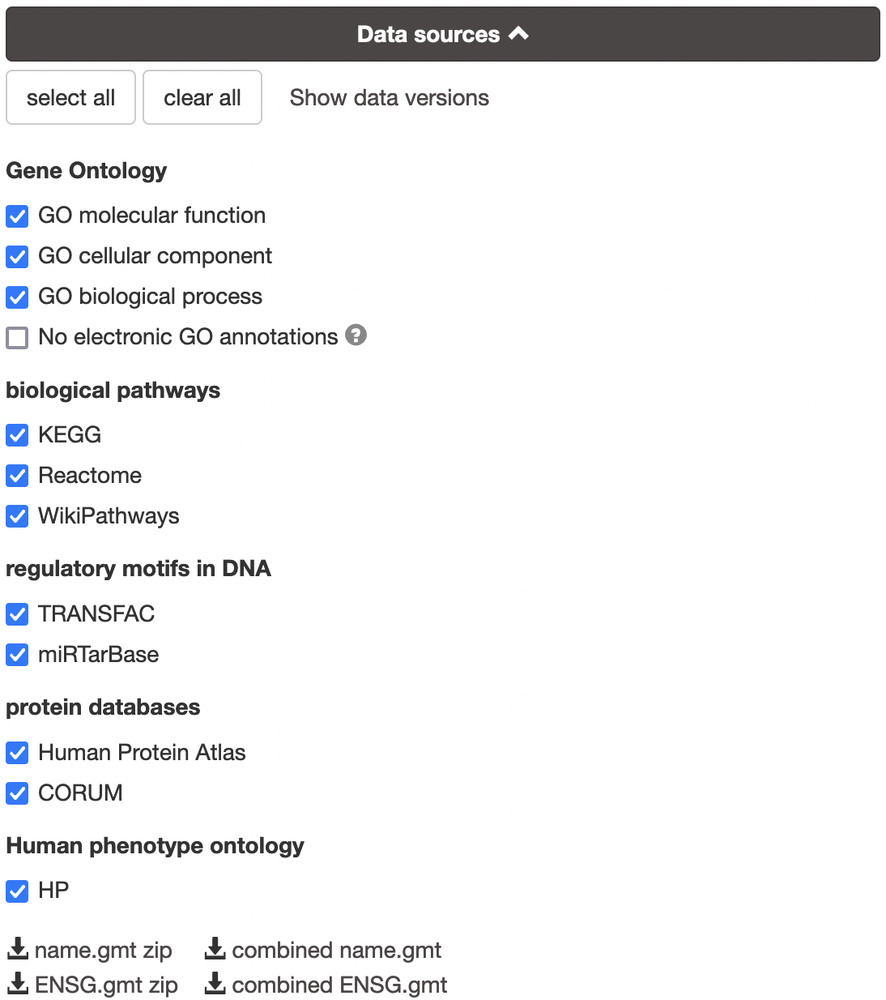 Data sources
select all clear all Show data versions
Gene Ontology
GO molecular function
GO cellular component
GO biological process
No electronic GO annotations ?
biological pathways
KEGG
Reactome
WikiPathways
regulatory motifs in DNA
TRANSFAC
miRTarBase
protein databases
Human Protein Atlas
CORUM
Human phenotype ontology
HP
name.gmt zip combined name.gmt
ENSG.gmt zip combined ENSG.gmt